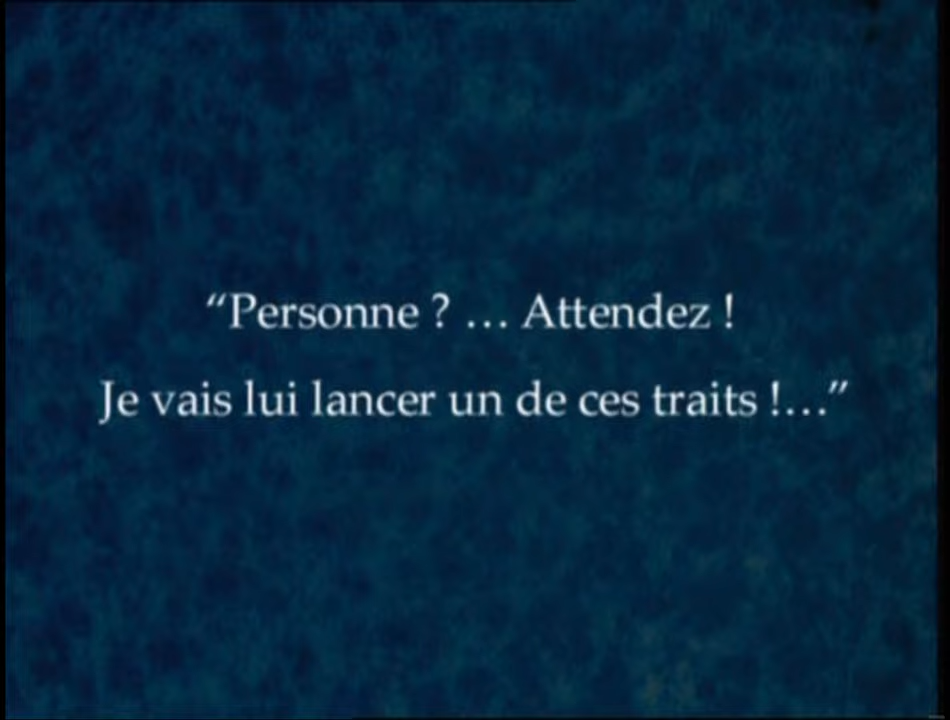 “Personne ? … Attendez !
Je vais lui lancer un de ces traits !…”